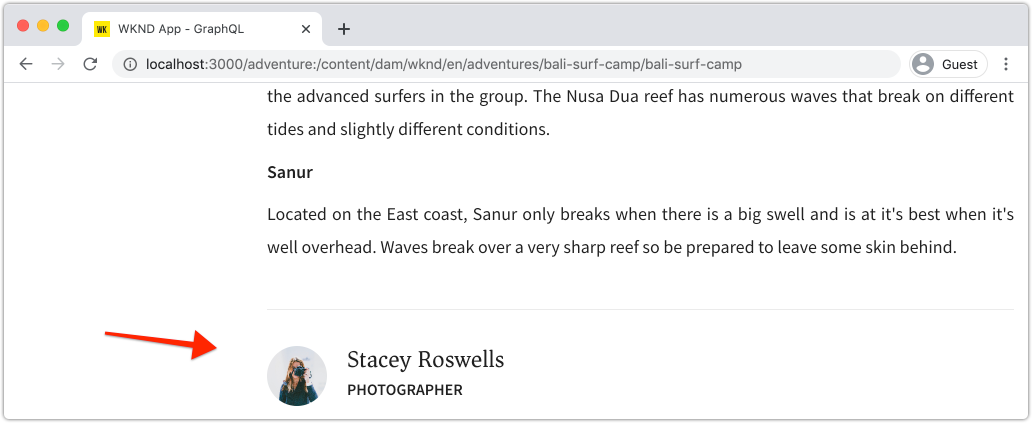 WK WKND App - GraphQL
localhost:3000/adventure:/content/dam/wknd/en/adventures/bali-surf-camp/bali-surf-camp
Guest
the advanced surfers in the group. The Nusa Dua reef has numerous waves that break on different
tides and slightly different conditions.
Sanur
Located on the East coast, Sanur only breaks when there is a big swell and is at it's best when it's
well overhead. Waves break over a very sharp reef so be prepared to leave some skin behind.
Stacey Roswells
PHOTOGRAPHER